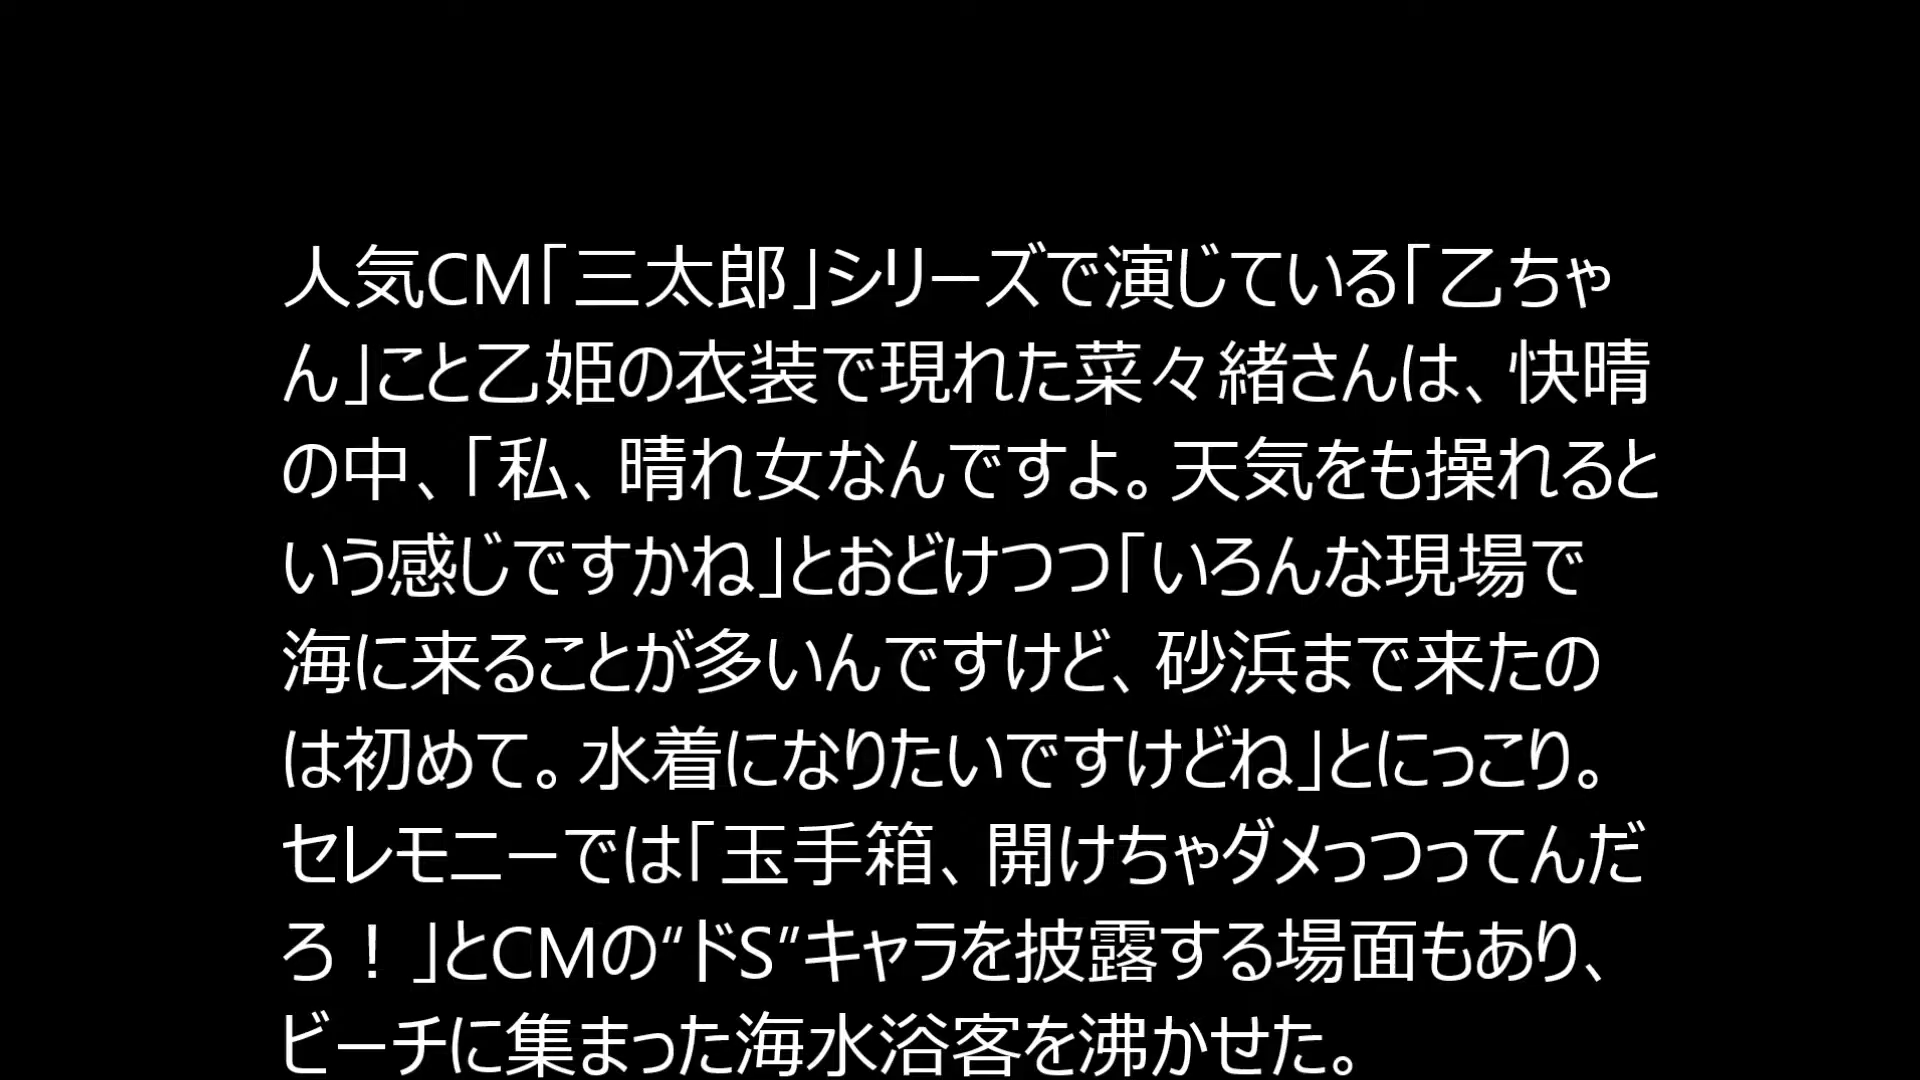 人気CM「三太郎」シリーズで演じている「乙ちゃ
ん」こと乙姫の衣装で現れた菜々緒さんは、快晴
の中、「私、晴れ女なんですよ。天気をも操れると
いう感じですかね」とおどけつつ「いろんな現場で
海に来ることが多いんですけど、砂浜まで来たの
は初めて。水着になりたいですけどね」とにっこり。
セレモニーでは「玉手箱、開けちゃダメっつってんだ
ろ！」とCMの“ドS”キャラを披露する場面もあり、
ビーチに集まった海水浴客を沸かせた。